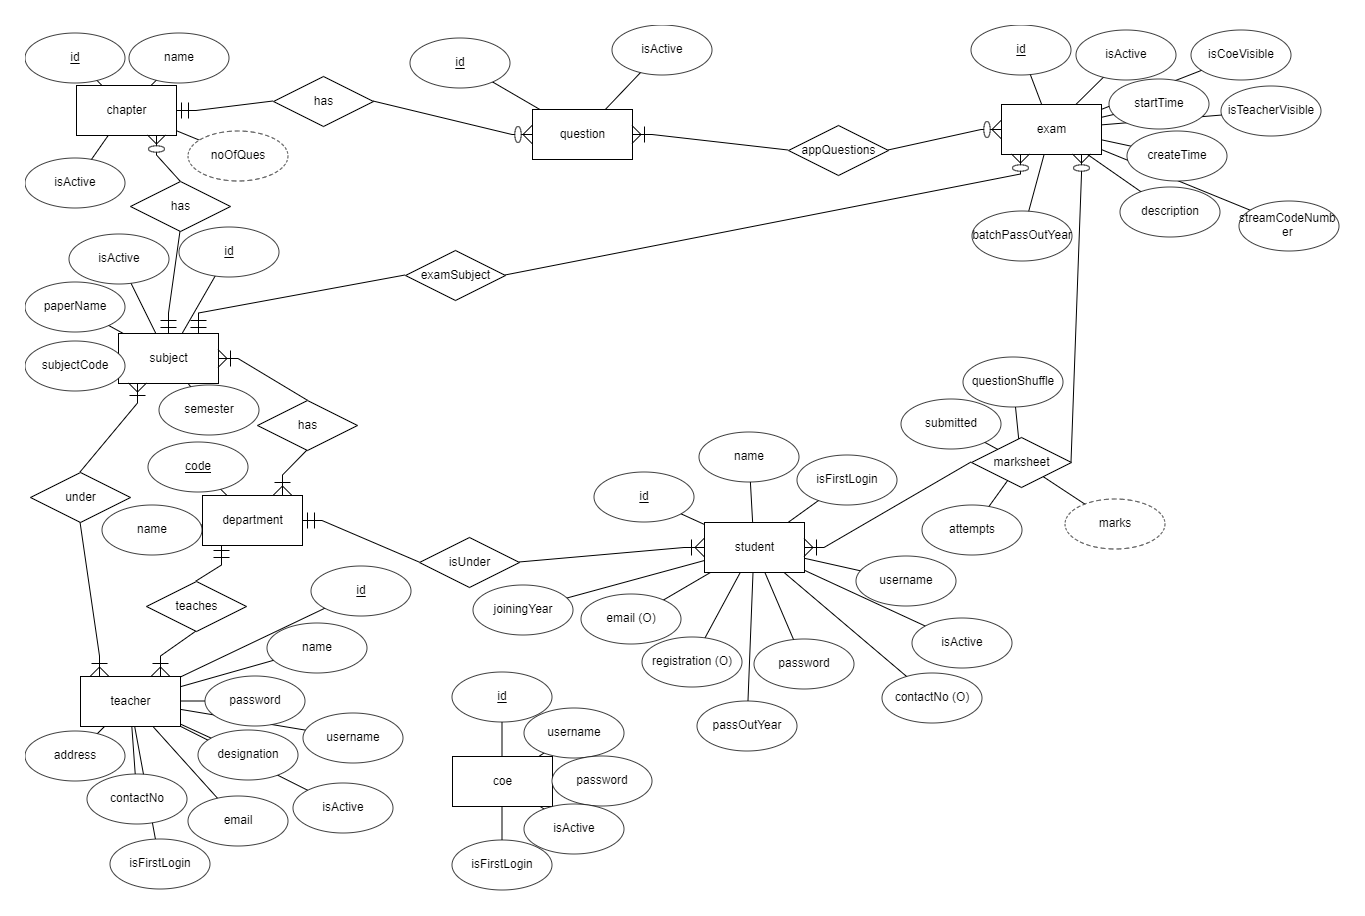 id
name
chapter
isActive
noOfQues
has
id
isActive
question
has
appQuestions
id
isActive
isCoeVisible
startTime
isTeacherVisible
exam
createTime
description
streamCodeNumb
er
batchPassOutYear
isActive
id
paperName
subjectCode
subject
semester
examSubject
has
under
code
name
department
teaches
isUnder
questionShuffle
submitted
marksheet
attempts
marks
id
name
isFirstLogin
student
username
joiningYear
email (O)
registration (O)
password
isActive
contactNo (O)
passOutYear
id
name
password
username
teacher
designation
address
contactNo
email
isActive
isFirstLogin
id
username
coe
password
isActive
isFirstLogin